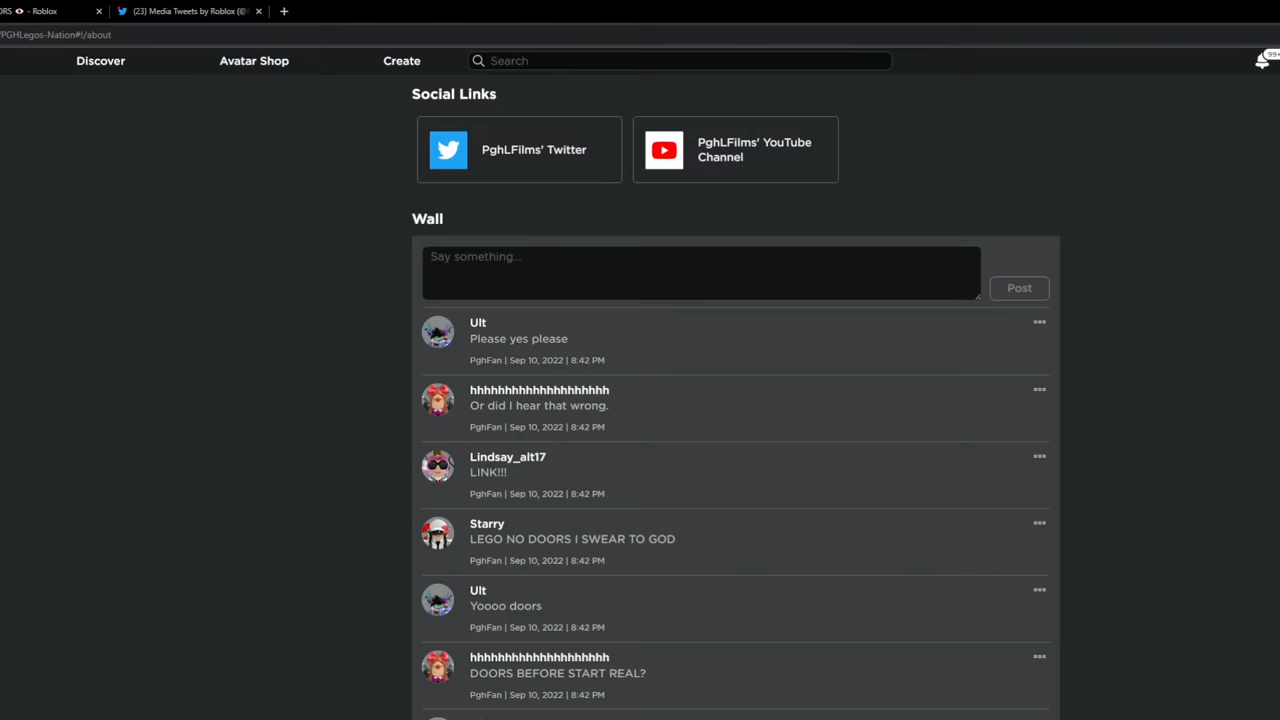 ORS - Roblox
(23) Media Tweets by Roblox (@
/PGHLegos-Nation#!/about
Discover
Avatar Shop
Create
Search
99+
Social Links
PghLFilms' Twitter
PghLFilms' YouTube
Channel
Wall
Say something...
Post
Ult
Please yes please
PghFan | Sep 10, 2022 | 8:42 PM
hhhhhhhhhhhhhhhhhhhh
Or did I hear that wrong.
PghFan | Sep 10, 2022 | 8:42 PM
Lindsay_alt17
LINK!!!
PghFan | Sep 10, 2022 | 8:42 PM
Starry
LEGO NO DOORS I SWEAR TO GOD
PghFan | Sep 10, 2022 | 8:42 PM
Ult
Yoooo doors
PghFan | Sep 10, 2022 | 8:42 PM
hhhhhhhhhhhhhhhhhhhh
DOORS BEFORE START REAL?
PghFan | Sep 10, 2022 | 8:42 PM